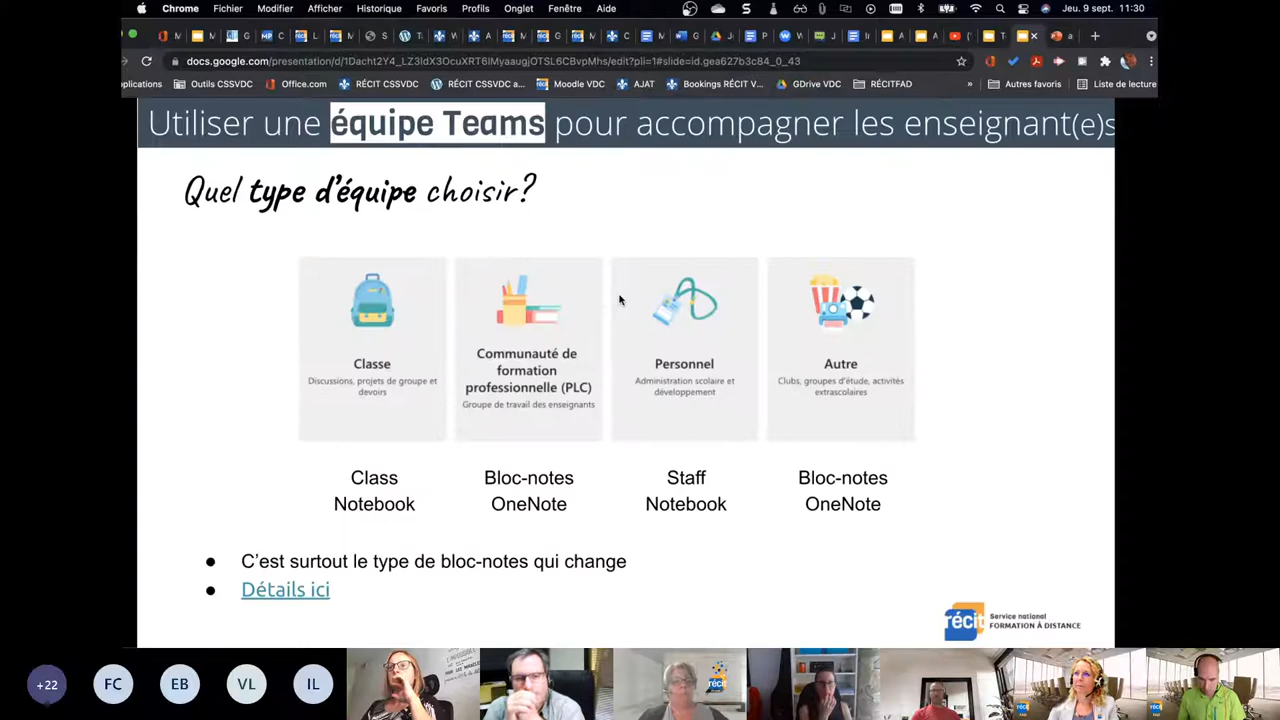 Chrome Fichier Modifier Afficher Historique Favoris Profils Onglet Fenêtre Aide Jeu. 9 sept. 11:30
docs.google.com/presentation/d/1Dacht2Y4_LZ3ldX3OcuXRT6lMyaaugjOTSL6CBvpMhs/edit?pli=1#slide=id.gea627b3c84_0_43
plications Outils CSSVDC Office.com RÉCIT CSSVDC RÉCIT CSSVDC a... Moodle VDC AJAT Bookings RÉCIT V... GDrive VDC RÉCITFAD » Autres favoris Liste de lecture
Utiliser une équipe Teams pour accompagner les enseignant(e)s
Quel type d'équipe choisir?
Classe
Discussions, projets de groupe et
devoirs
Communauté de
formation
professionnelle (PLC)
Groupe de travail des enseignants
Personnel
Administration scolaire et
développement
Autre
Clubs, groupes d'étude, activités
extrascolaires
Class
Notebook
Bloc-notes
OneNote
Staff
Notebook
Bloc-notes
OneNote
● C'est surtout le type de bloc-notes qui change
● Détails ici
récit
Service national
FORMATION À DISTANCE
+22 FC EB VL IL
récit